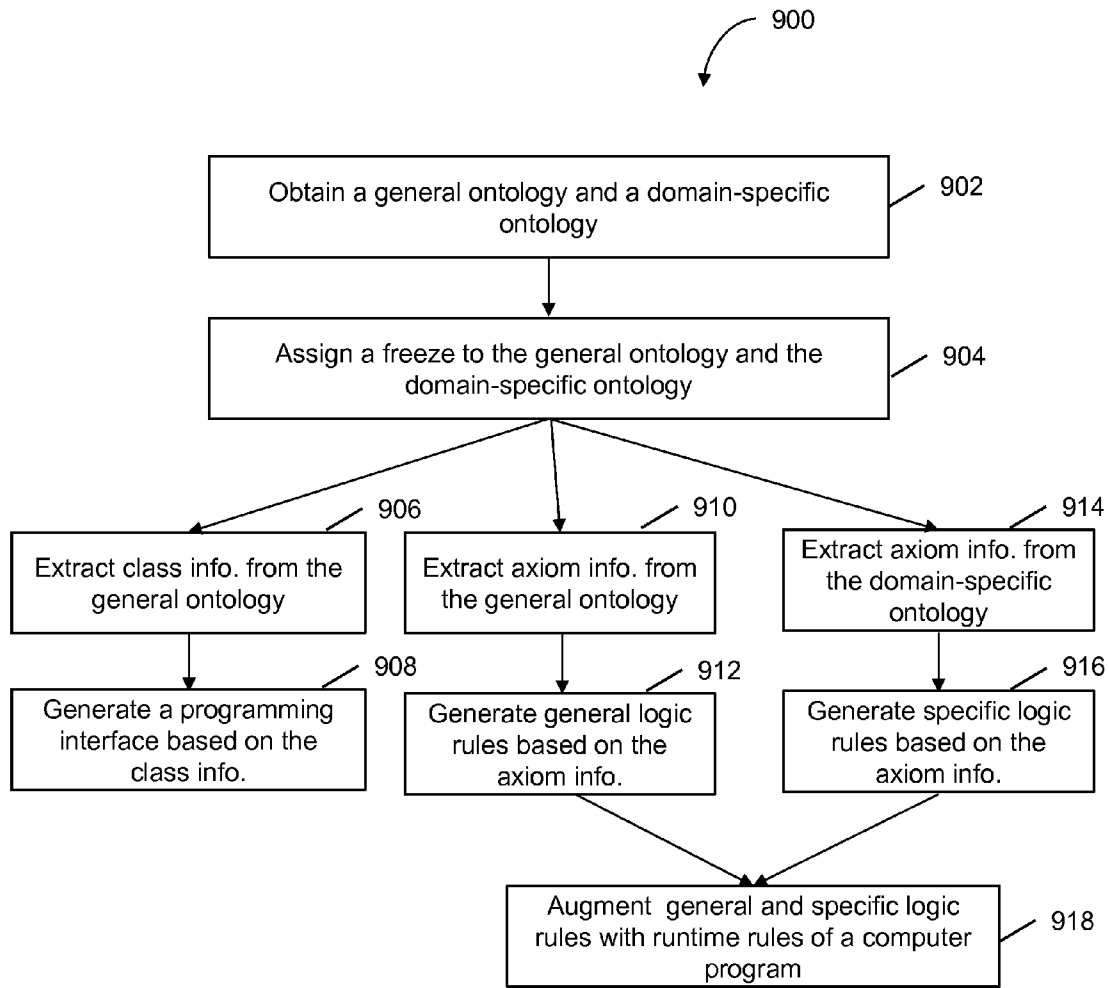 900
Obtain a general ontology and a domain-specific
ontology
902
Assign a freeze to the general ontology and the
domain-specific ontology
904
906
Extract class info. from the
general ontology
910
Extract axiom info. from
the general ontology
914
Extract axiom info. from
the domain-specific
ontology
908
Generate a programming
interface based on the
class info.
912
Generate general logic
rules based on the
axiom info.
916
Generate specific logic
rules based on the
axiom info.
Augment general and specific logic
rules with runtime rules of a computer
program
918